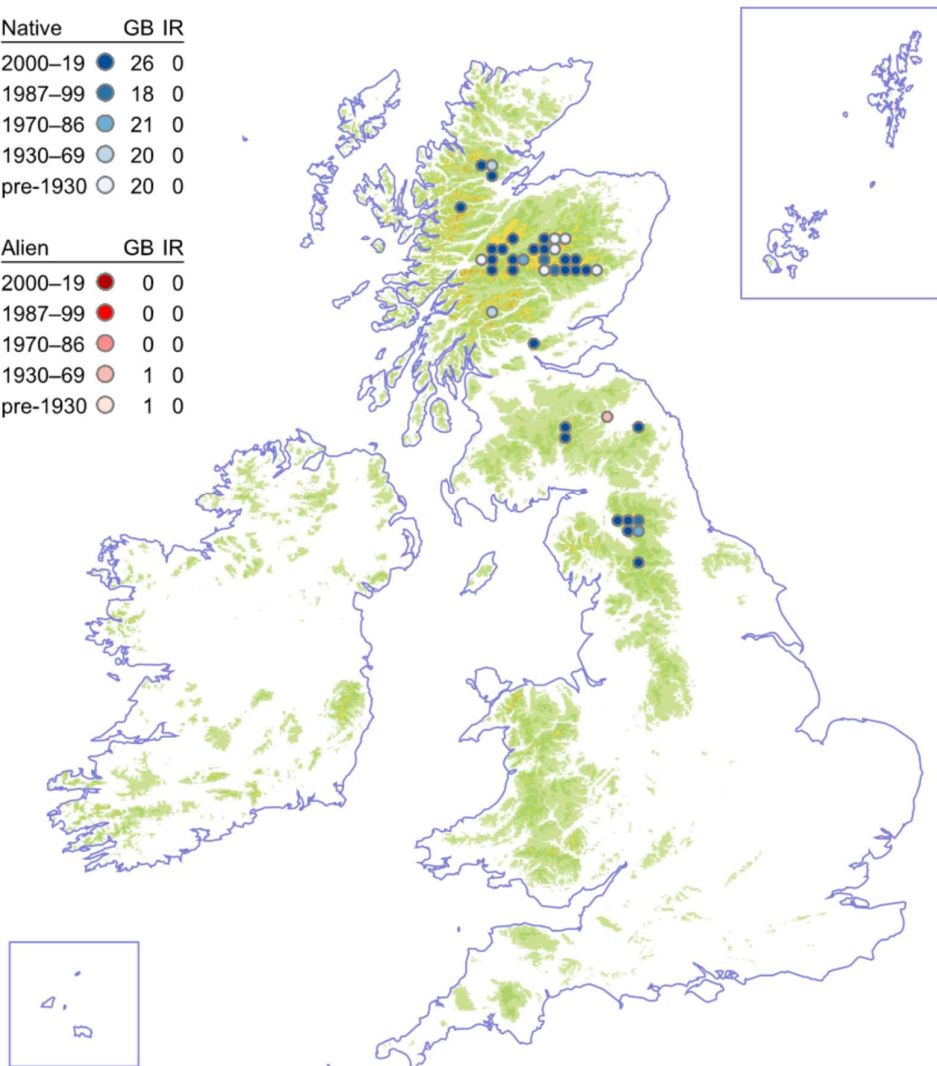 Native GB IR
2000–19 26 0
1987–99 18 0
1970–86 21 0
1930–69 20 0
pre-1930 20 0
Alien GB IR
2000–19 0 0
1987–99 0 0
1970–86 0 0
1930–69 1 0
pre-1930 1 0